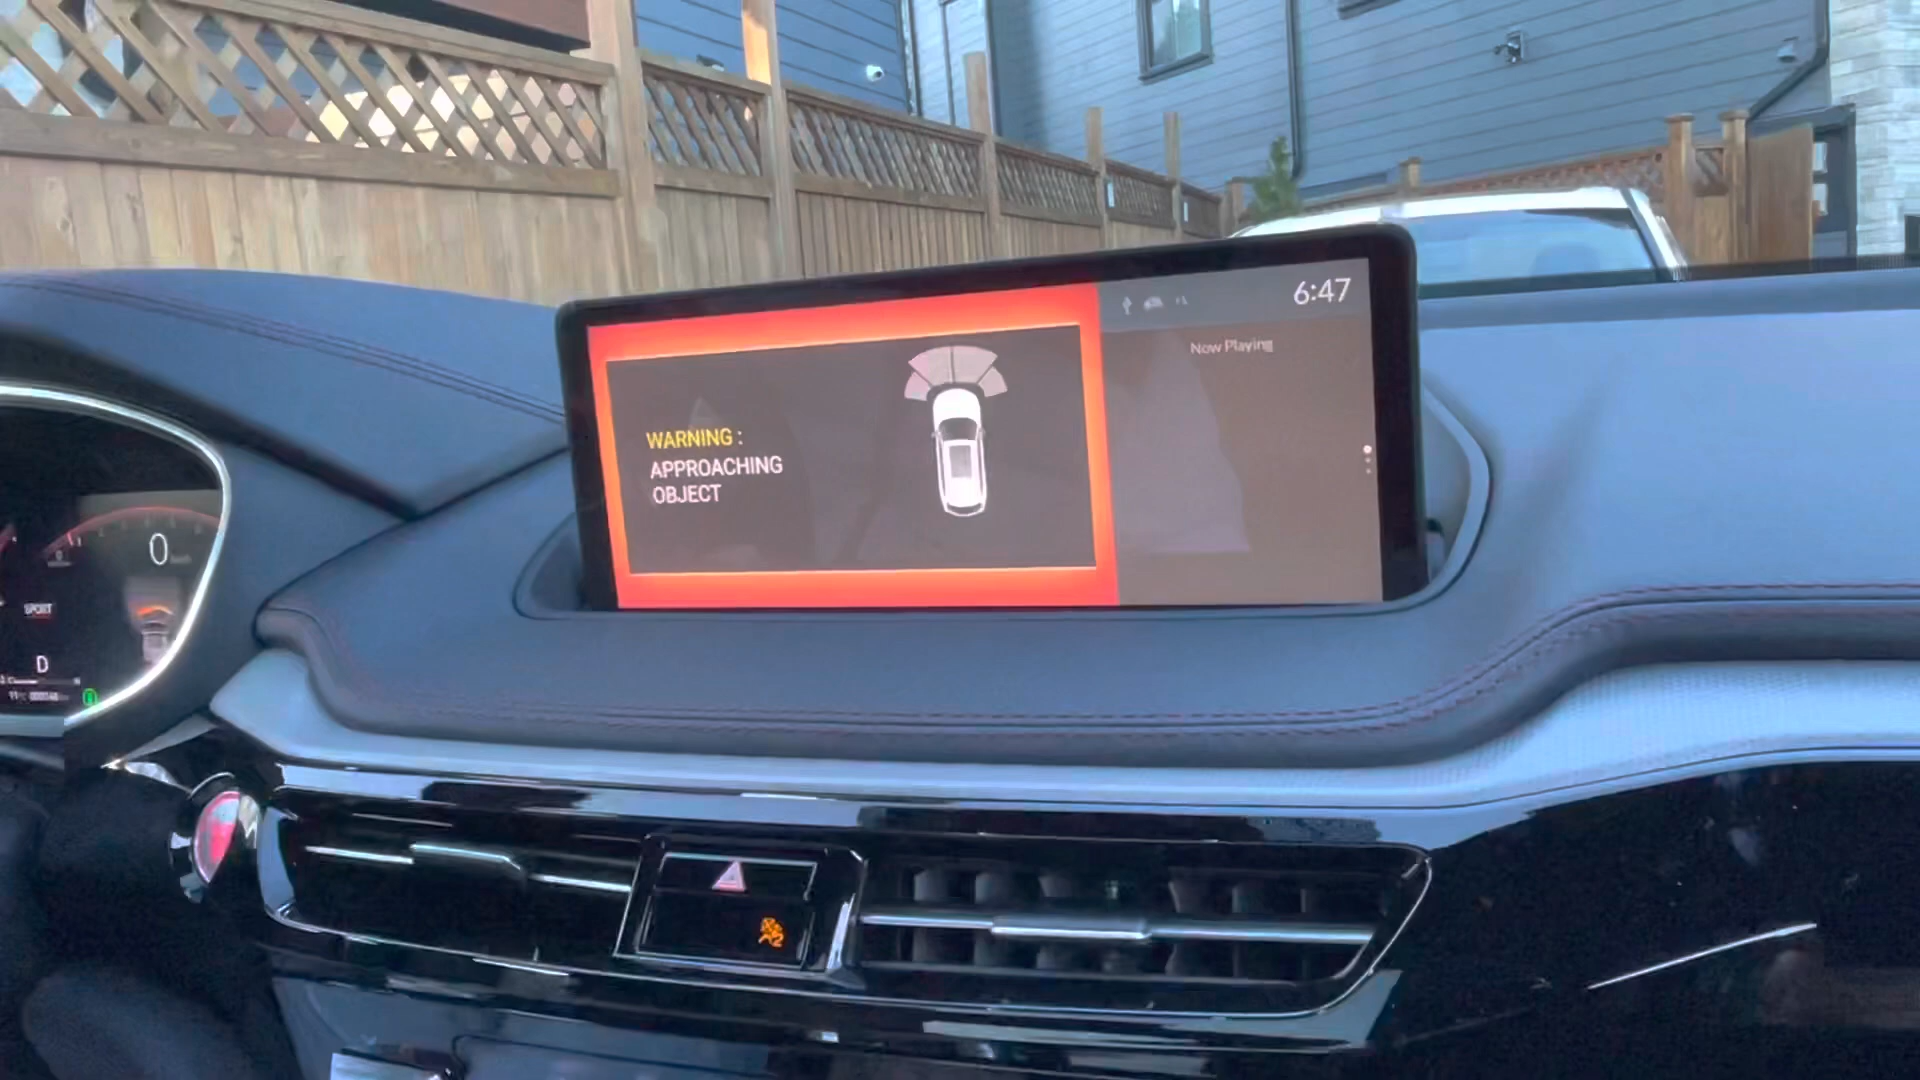 WARNING :
APPROACHING
OBJECT
6:47
Now Playing
0
SPORT
D